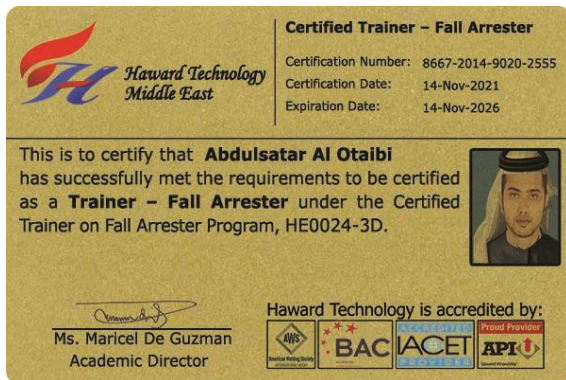 Haward Technology
Middle East
Certified Trainer – Fall Arrester
Certification Number: 8667-2014-9020-2555
Certification Date: 14-Nov-2021
Expiration Date: 14-Nov-2026
This is to certify that Abdulsatar Al Otaibi
has successfully met the requirements to be certified
as a Trainer – Fall Arrester under the Certified
Trainer on Fall Arrester Program, HE0024-3D.
Ms. Maricel De Guzman
Academic Director
Haward Technology is accredited by:
AWS
American Welding Society
BAC
ACCREDITED
IACET
PROVIDER
Proud Provider
API